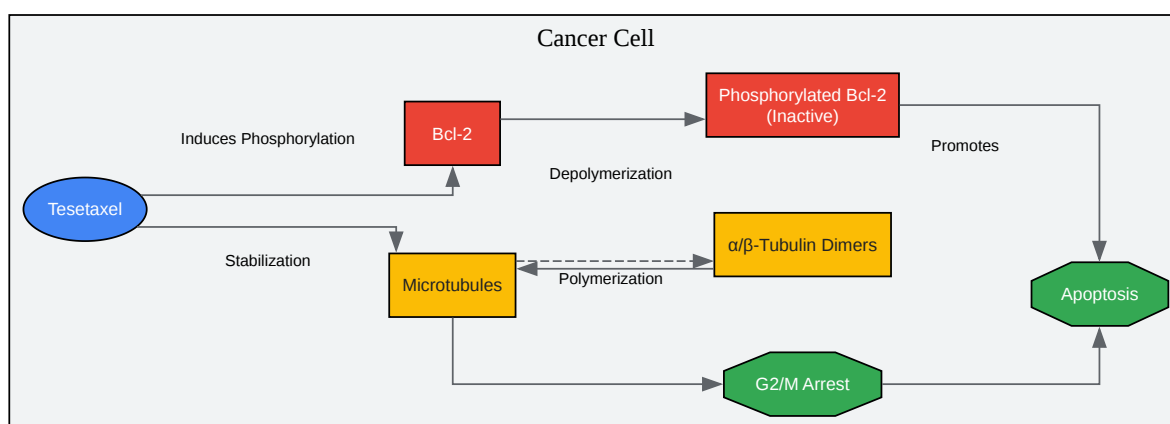 Cancer Cell
Phosphorylated Bcl-2
(Inactive)
Bcl-2
Induces Phosphorylation
Promotes
Depolymerization
Tesetaxel
α/β-Tubulin Dimers
Stabilization
Polymerization
Microtubules
Apoptosis
G2/M Arrest